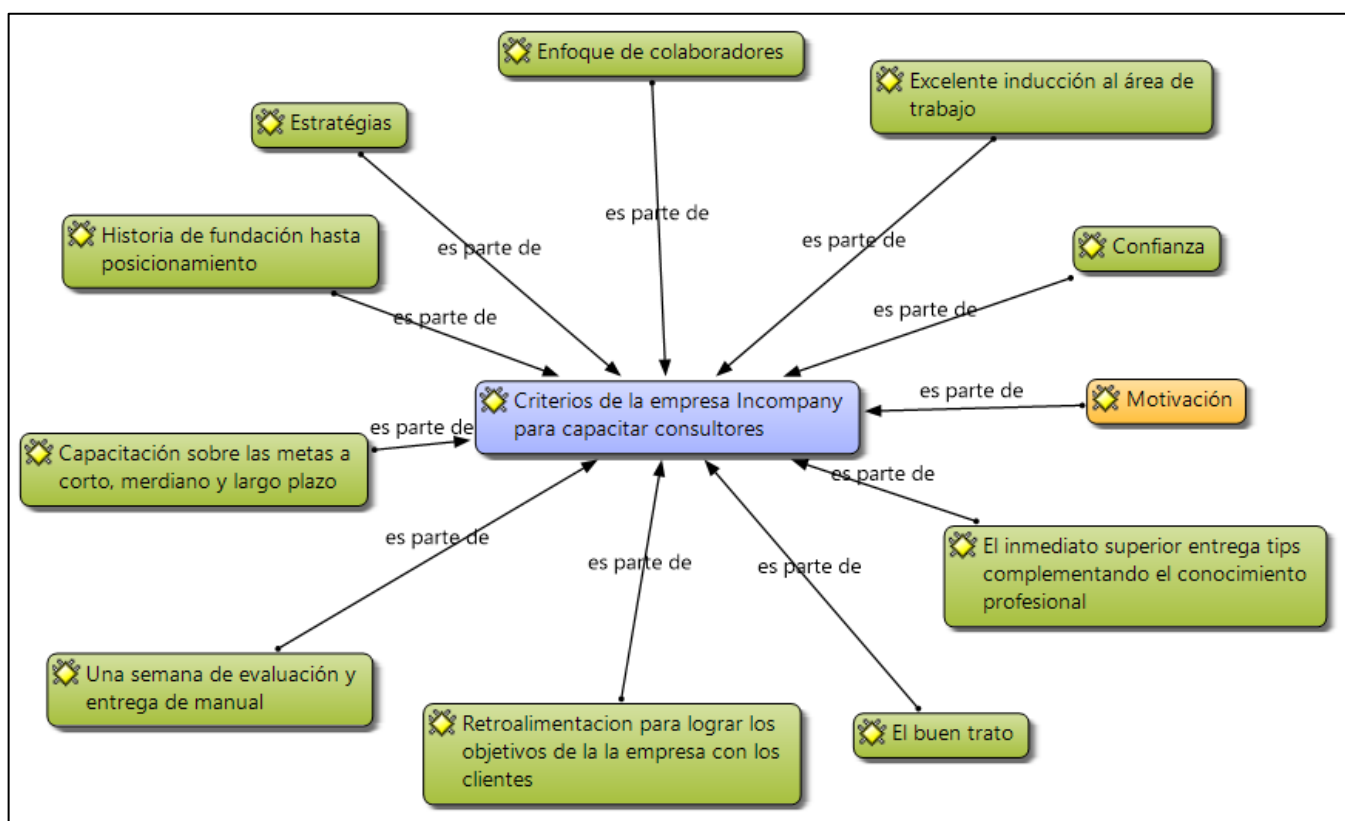 Enfoque de colaboradores
Excelente inducción al área de
trabajo
Estratégias
es parte de
es parte de
es parte de
es parte de
Historia de fundación hasta
posicionamiento
Confianza
es parte de
es parte de
Criterios de la empresa Incompany
para capacitar consultores
es parte de
Motivación
es parte de
Capacitación sobre las metas a
corto, merdiano y largo plazo
es parte de
El inmediato superior entrega tips
complementando el conocimiento
profesional
es parte de
es parte de
es parte de
Una semana de evaluación y
entrega de manual
Retroalimentacion para lograr los
objetivos de la la empresa con los
clientes
El buen trato